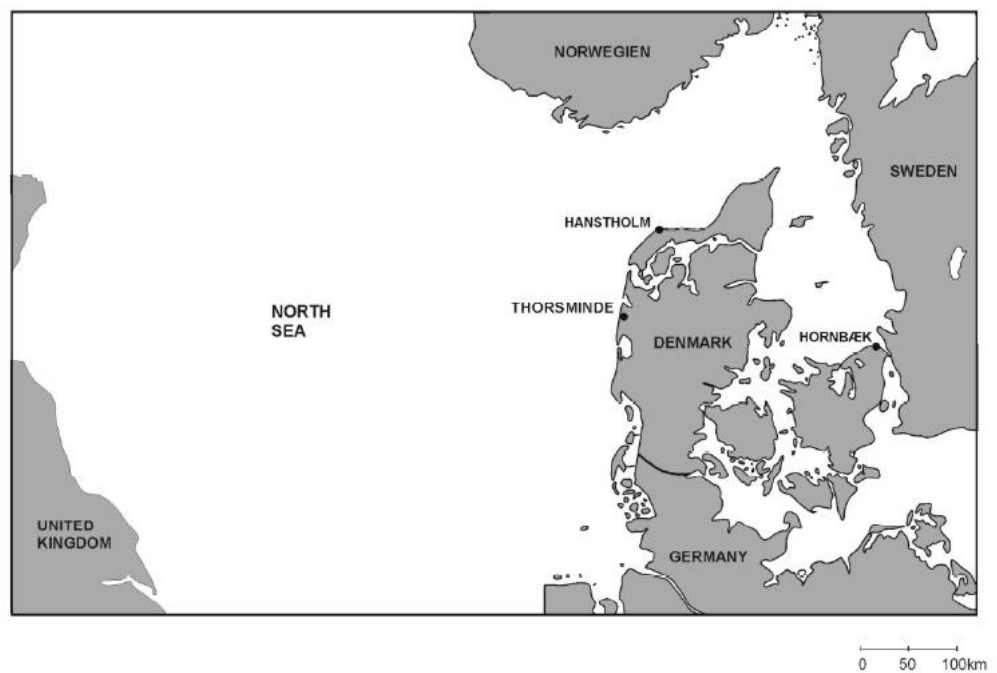 NORWEGIEN
SWEDEN
HANSTHOLM
NORTH
SEA
THORSMINDE
DENMARK
HORNBÆK
UNITED
KINGDOM
GERMANY
0 50 100km